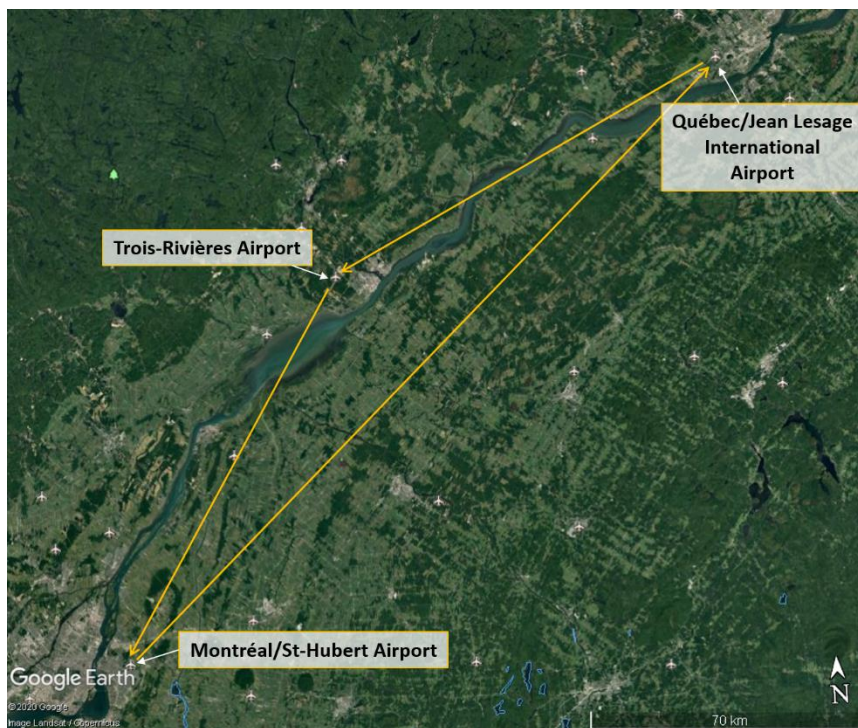 Québec/Jean Lesage
International
Airport
Trois-Rivières Airport
Montréal/St-Hubert Airport
Google Earth
© 2020 Google
Image Landsat / Copernicus
70 km
N